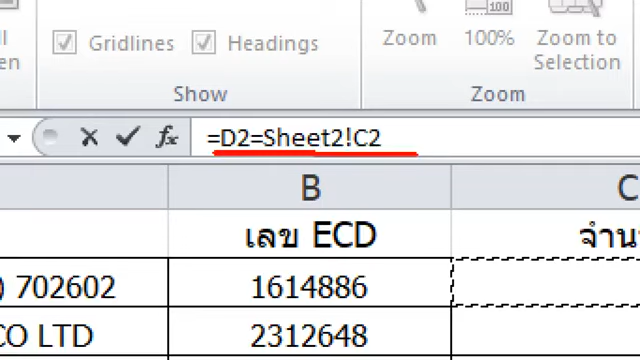 Gridlines Headings Zoom 100% Zoom to Selection
Show Zoom
fx =D2=Sheet2!C2
B C
เลข ECD
) 702602 1614886
CO LTD 2312648